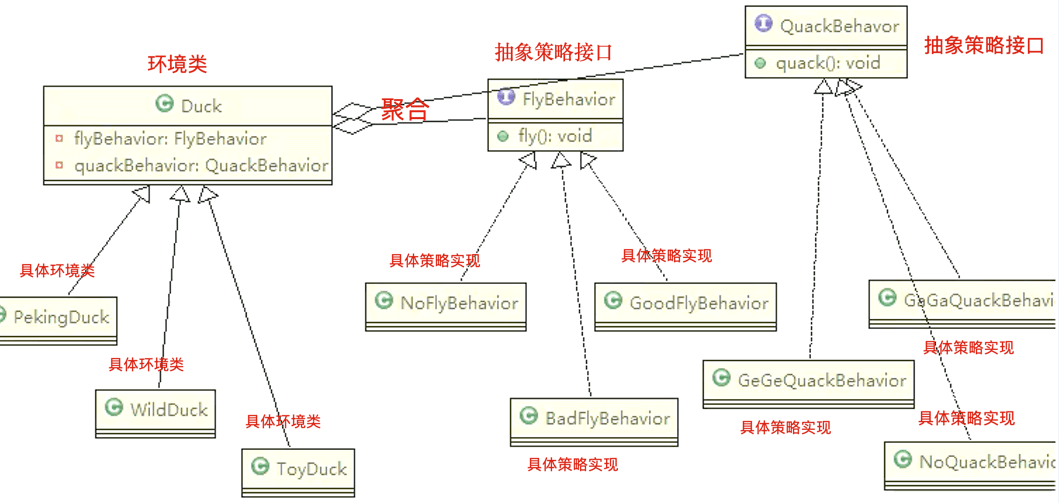 QuackBehavor
quack(): void
抽象策略接口
抽象策略接口
FlyBehavior
fly(): void
环境类
Duck
flyBehavior: FlyBehavior
quackBehavior: QuackBehavior
聚合
具体环境类
PekingDuck
具体环境类
WildDuck
具体环境类
ToyDuck
具体策略实现
NoFlyBehavior
具体策略实现
GoodFlyBehavior
BadFlyBehavior
具体策略实现
GaGaQuackBehavi
具体策略实现
GeGeQuackBehavior
具体策略实现
具体策略实现
NoQuackBehavio